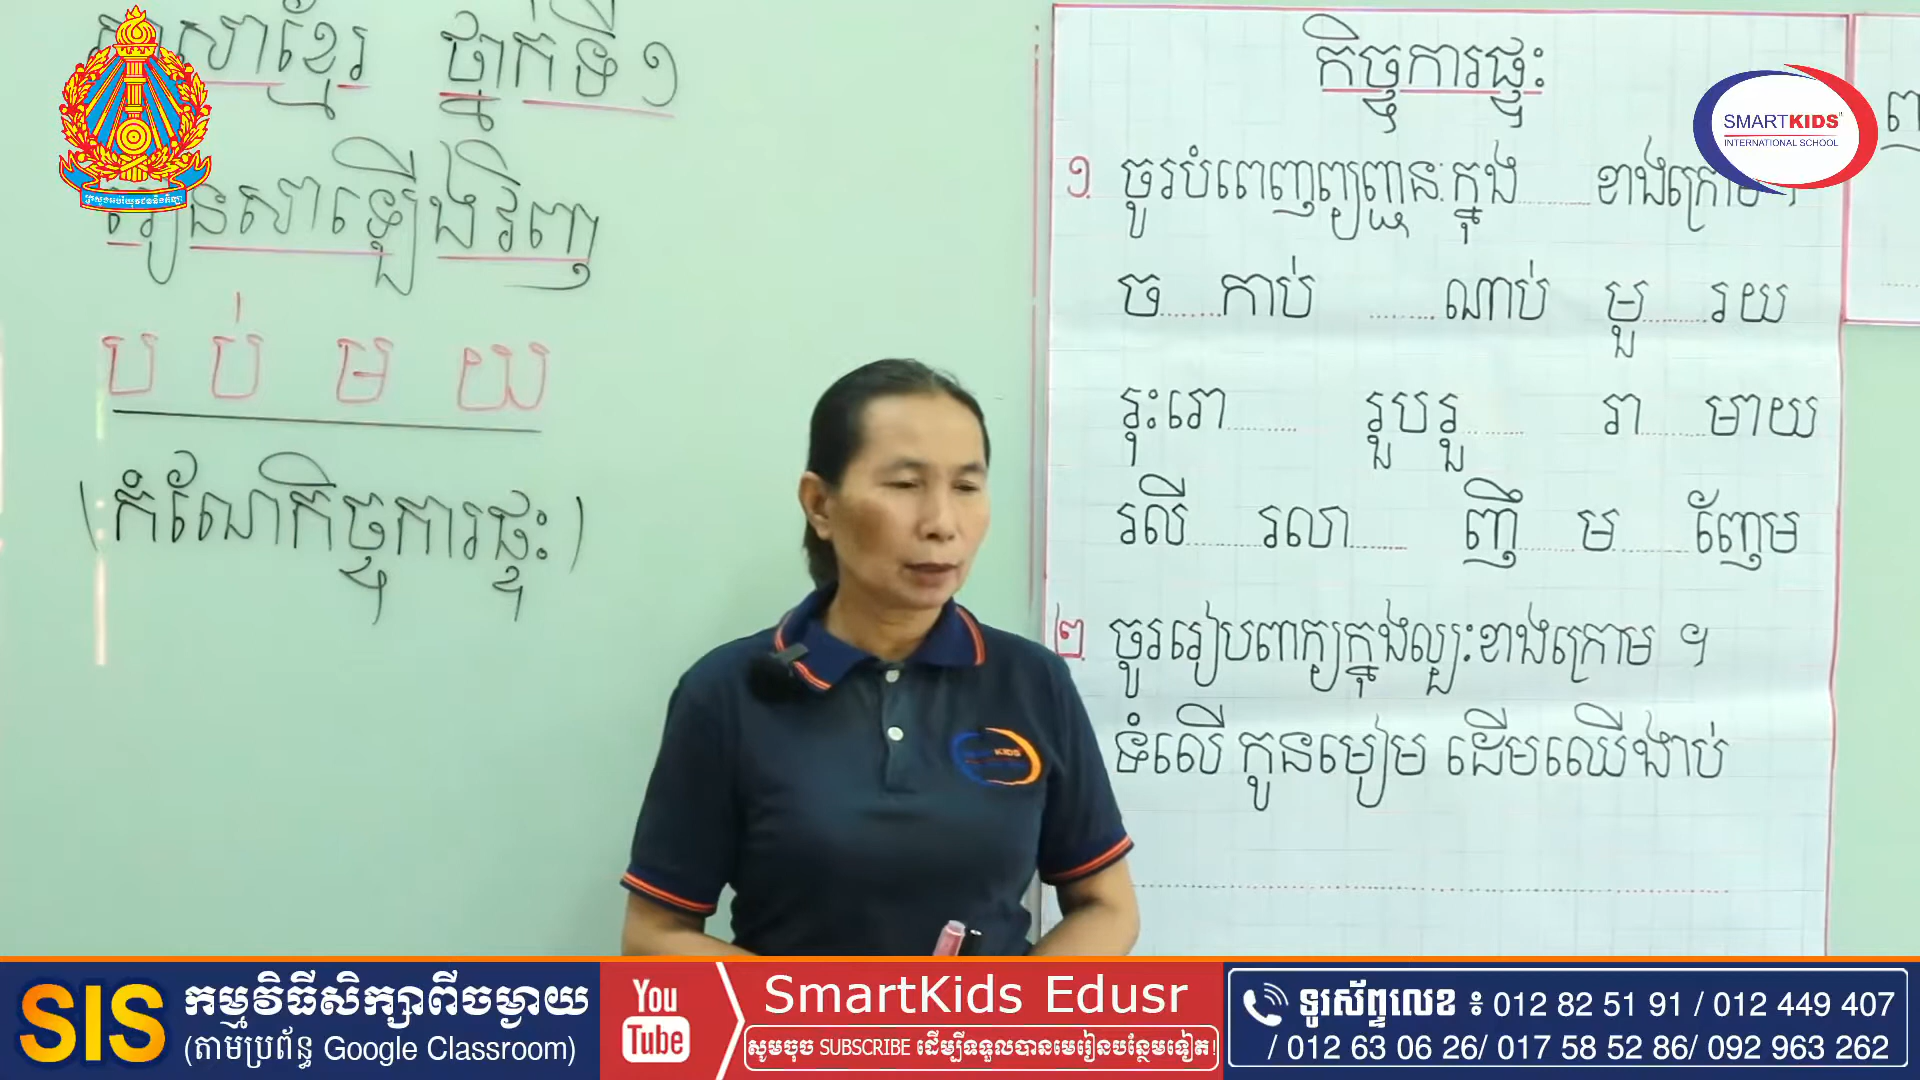 ភាសាខ្មែរ ថ្នាក់ទី១
រៀនសាឡើងវិញ
ប ប់ ម យ
(កំណែកិច្ចការផ្ទះ)
កិច្ចការផ្ទះ
១ ចូរបំពេញព្យញ្ជនៈក្នុង........ខាងក្រោម។
ច......កាប់ ......ណាប់ មួ......រយ
រុះរោ...... រួបរួ...... រា......មាយ
រលី......រលា...... ញឹ......ម...... ញែម
២ ចូររៀបពាក្យក្នុងល្បះខាងក្រោម ។
ទំលើ កូនមៀម ដើមឈើងាប់
SMARTKIDS
INTERNATIONAL SCHOOL
KIDS
SIS
កម្មវិធីសិក្សាពីចម្ងាយ
(តាមប្រព័ន្ធ Google Classroom)
You
Tube
SmartKids Edusr
សូមចុច SUBSCRIBE ដើម្បីទទួលបានមេរៀនបន្ថែមទៀត!
ទូរស័ព្ទលេខ ៖ 012 82 51 91 / 012 449 407
/ 012 63 06 26/ 017 58 52 86/ 092 963 262